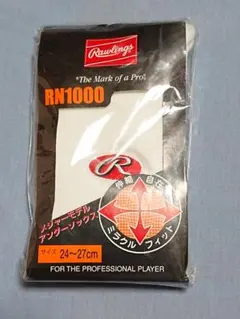 Rawlings
"The Mark of a Pro!
RN1000
R
メジャーモデル
アンダーソックス
伸縮自在
ミラクルフィット
サイズ 24~27cm
FOR THE PROFESSIONAL PLAYER